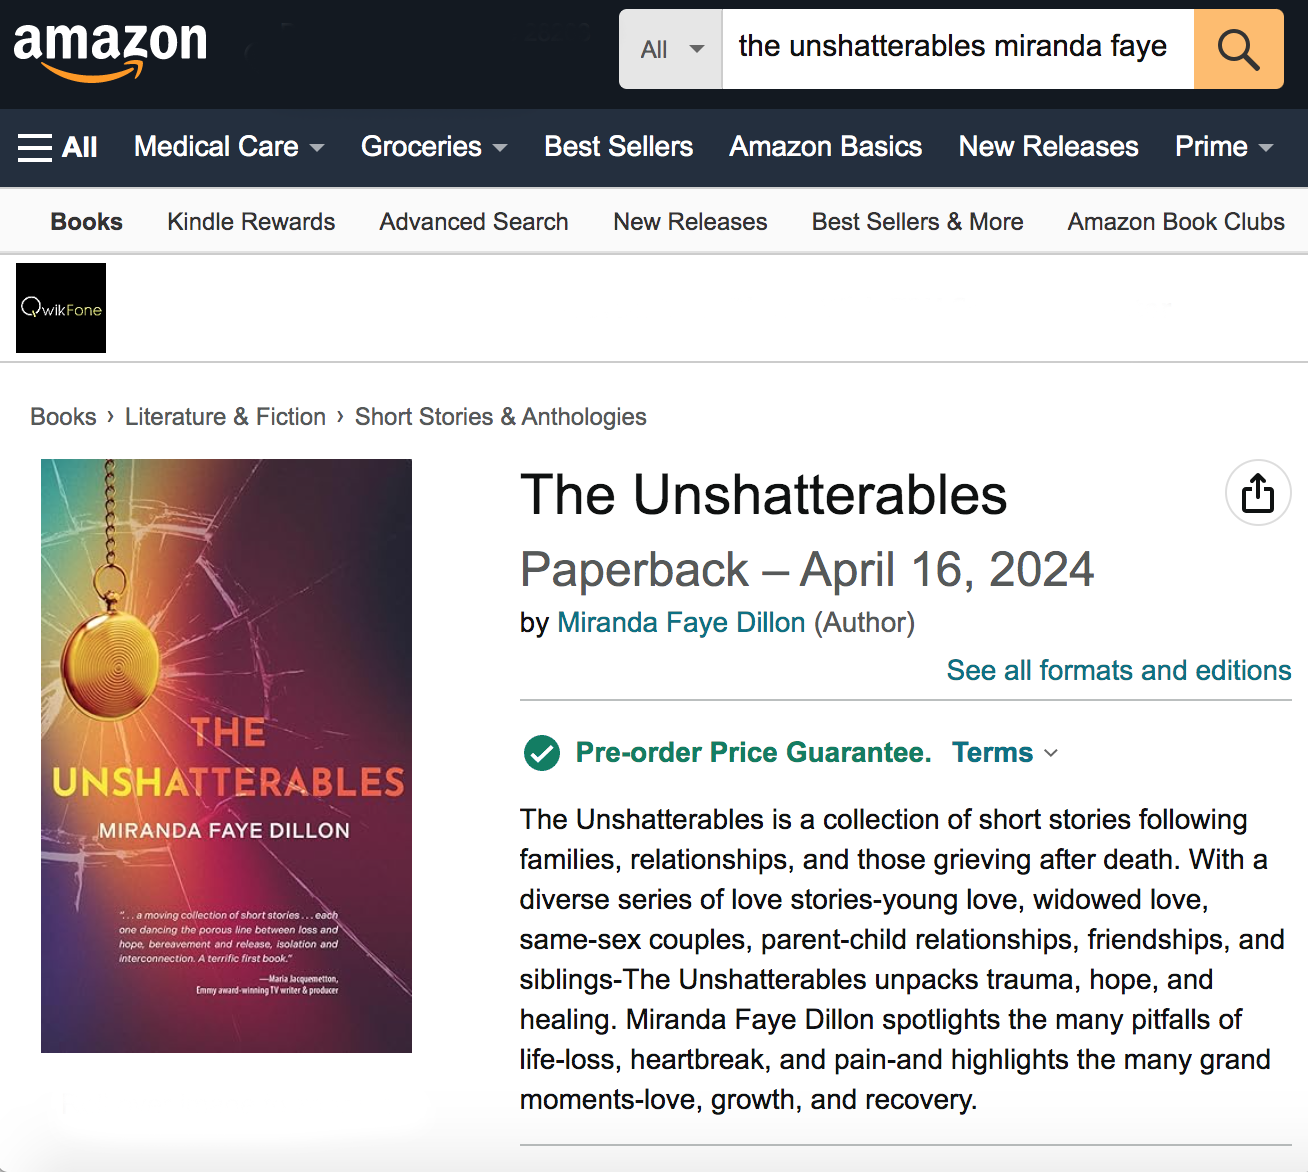 amazon
All
the unshatterables miranda faye
All
Medical Care
Groceries
Best Sellers
Amazon Basics
New Releases
Prime
Books
Kindle Rewards
Advanced Search
New Releases
Best Sellers & More
Amazon Book Clubs
QwikFone
Books › Literature & Fiction › Short Stories & Anthologies
THE
UNSHATTERABLES
MIRANDA FAYE DILLON
"... a moving collection of short stories ... each
one dancing the porous line between loss and
hope, bereavement and release, isolation and
interconnection. A terrific first book."
—Maria Jacquemetton,
Emmy award-winning TV writer & producer
The Unshatterables
Paperback – April 16, 2024
by Miranda Faye Dillon (Author)
See all formats and editions
Pre-order Price Guarantee. Terms
The Unshatterables is a collection of short stories following
families, relationships, and those grieving after death. With a
diverse series of love stories-young love, widowed love,
same-sex couples, parent-child relationships, friendships, and
siblings-The Unshatterables unpacks trauma, hope, and
healing. Miranda Faye Dillon spotlights the many pitfalls of
life-loss, heartbreak, and pain-and highlights the many grand
moments-love, growth, and recovery.